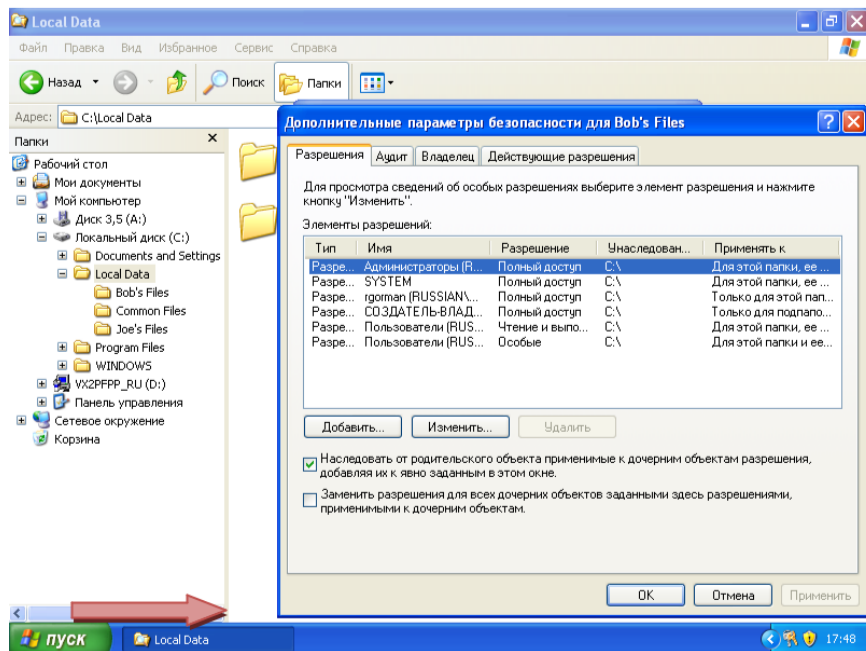 Local Data
Файл Правка Вид Избранное Сервис Справка
Назад Поиск Папки
Адрес: C:\Local Data
Папки
Рабочий стол
Мои документы
Мой компьютер
Диск 3,5 (A:)
Локальный диск (C:)
Documents and Settings
Local Data
Bob's Files
Common Files
Joe's Files
Program Files
WINDOWS
VX2PFPP_RU (D:)
Панель управления
Сетевое окружение
Корзина
Дополнительные параметры безопасности для Bob's Files
Разрешения Аудит Владелец Действующие разрешения
Для просмотра сведений об особых разрешениях выберите элемент разрешения и нажмите
кнопку "Изменить".
Элементы разрешений:
Тип Имя Разрешение Унаследован... Применять к
Разре... Администраторы (R... Полный доступ C:\ Для этой папки, ее ...
Разре... SYSTEM Полный доступ C:\ Для этой папки, ее ...
Разре... rgorman (RUSSIAN\... Полный доступ C:\ Только для этой пап...
Разре... СОЗДАТЕЛЬ-ВЛАД... Полный доступ C:\ Только для подпапо...
Разре... Пользователи (RUS... Чтение и выпо... C:\ Для этой папки, ее ...
Разре... Пользователи (RUS... Особые C:\ Для этой папки и ее...
Добавить... Изменить... Удалить
Наследовать от родительского объекта применимые к дочерним объектам разрешения,
добавляя их к явно заданным в этом окне.
Заменить разрешения для всех дочерних объектов заданными здесь разрешениями,
применимыми к дочерним объектам.
OK Отмена Применить
пуск Local Data 17:48